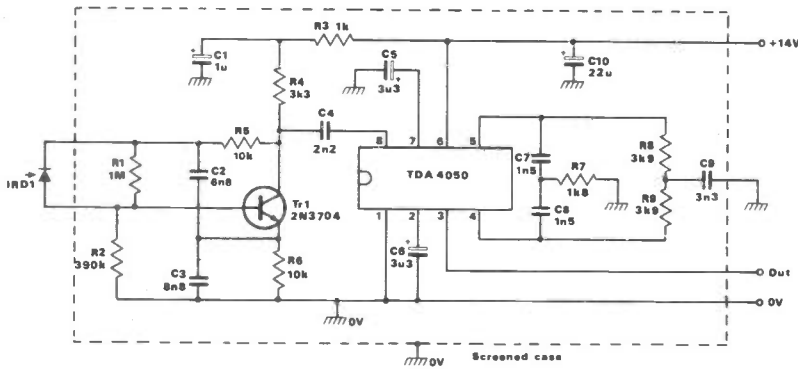 R3 1k
+14V
+
C1
1u
C5
+
3u3
+
C10
22u
R4
3k3
C4
2n2
R5
10k
R1
1M
C2
6n8
IRD1
Tr1
2N3704
R2
390k
C3
8n8
R6
10k
8
7
6
5
TDA 4050
1
2
3
4
+
C6
3u3
C7
1n5
R7
1k8
C8
1n5
R8
3k9
R9
3k9
C9
3n3
Out
0V
0V
0V
Screened case